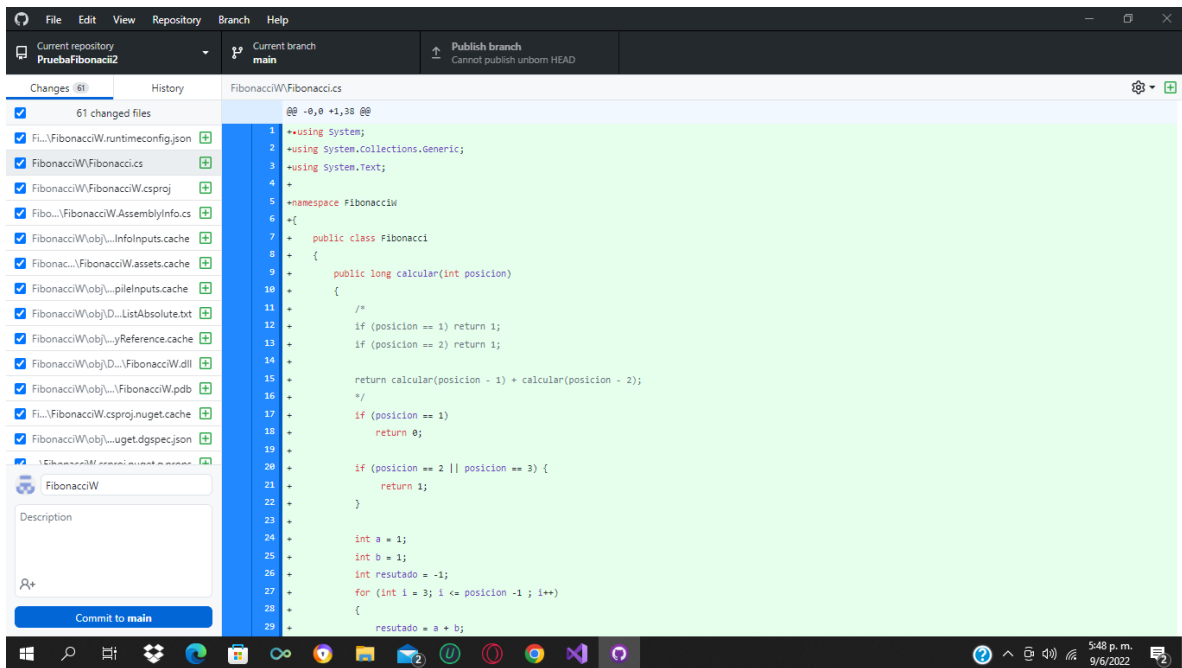 File Edit View Repository Branch Help
Current repository
PruebaFibonacii2
Current branch
main
Publish branch
Cannot publish unborn HEAD
Changes 61 History
61 changed files
Fi...\FibonacciW.runtimeconfig.json
FibonacciW\Fibonacci.cs
FibonacciW\FibonacciW.csproj
Fibo...\FibonacciW.AssemblyInfo.cs
FibonacciW\obj\...InfoInputs.cache
Fibonac...\FibonacciW.assets.cache
FibonacciW\obj\...pileInputs.cache
FibonacciW\obj\D...ListAbsolute.txt
FibonacciW\obj\...yReference.cache
FibonacciW\obj\D...\FibonacciW.dll
FibonacciW\obj\...\FibonacciW.pdb
Fi...\FibonacciW.csproj.nuget.cache
FibonacciW\obj\...uget.dgspec.json
...\FibonacciW.csproj.nuget.g.props
FibonacciW
Description
Commit to main
FibonacciW\Fibonacci.cs
@@ -0,0 +1,38 @@
1 +using System;
2 +using System.Collections.Generic;
3 +using System.Text;
4 +
5 +namespace FibonacciW
6 +{
7 + public class Fibonacci
8 + {
9 + public long calcular(int posicion)
10 + {
11 + /*
12 + if (posicion == 1) return 1;
13 + if (posicion == 2) return 1;
14 +
15 + return calcular(posicion - 1) + calcular(posicion - 2);
16 + */
17 + if (posicion == 1)
18 + return 0;
19 +
20 + if (posicion == 2 || posicion == 3) {
21 + return 1;
22 + }
23 +
24 + int a = 1;
25 + int b = 1;
26 + int resutado = -1;
27 + for (int i = 3; i <= posicion -1 ; i++)
28 + {
29 + resutado = a + b;
2
5:48 p. m.
9/6/2022
2